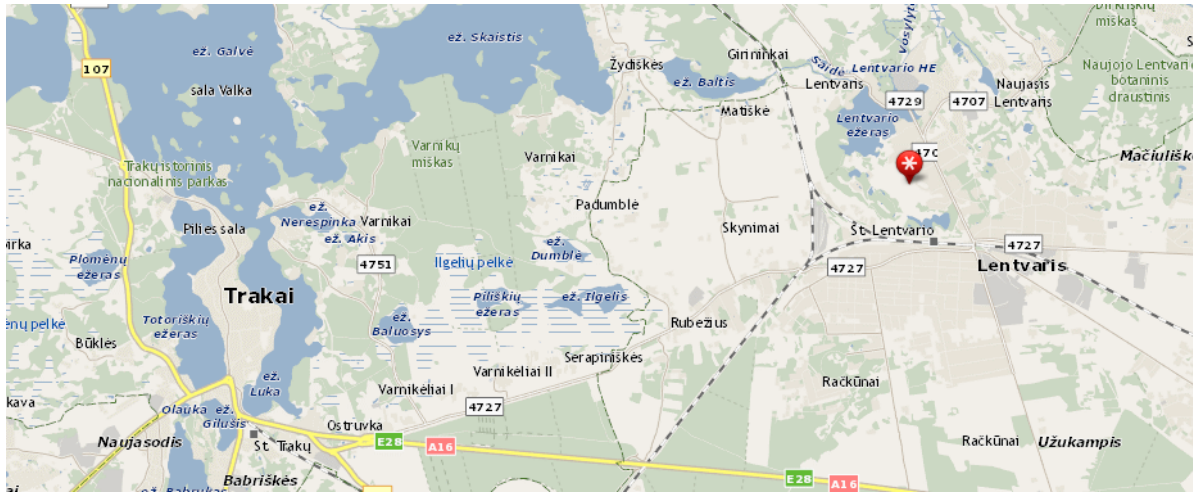 ež. Galvė
107
sala Valka
ež. Skaistis
Žydiškės
ež. Baltis
Girininkai
Saidė
Lentvario HE
Lentvaris
Matiškė
4729
4707
Naujasis
Lentvaris
Naujojo Lentvario
botaninis
draustinis
Lentvario
ežeras
Mačiuliškė
Trakų istorinis
nacionalinis parkas
Varnikų
miškas
Varnikai
Padumblė
Pilies sala
ež.
Nerespinka
Varnikai
ež. Akis
4751
Plomėnų
ežeras
Ilgelių pelkė
ež.
Dumblė
Skynimai
St. Lentvario
4727
4727
Lentvaris
Trakai
Totoriškių
ežeras
Būklės
ež.
Baluosys
Piliškių
ežeras
ež. Ilgelis
Rubežius
Serapiniškės
Varnikėliai II
Varnikėliai I
ež.
Luka
4727
Račkūnai
Olauka
ež.
Gilušis
Naujasodis
St. Trakų
Ostruvka
E28
A16
Babriškės
ež. Babrukas
Račkūnai
Užukampis
E28
A16